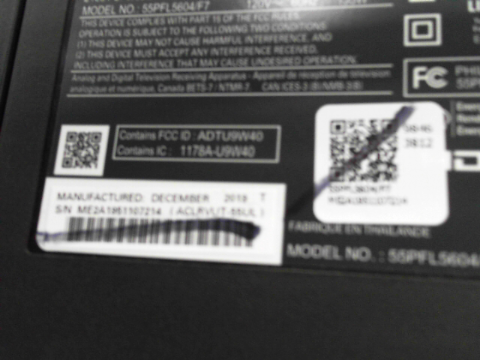 MODEL NO : 55PFL5604/F7 120V~
THIS DEVICE COMPLIES WITH PART 15 OF THE FCC RULES.
OPERATION IS SUBJECT TO THE FOLLOWING TWO CONDITIONS:
(1) THIS DEVICE MAY NOT CAUSE HARMFUL INTERFERENCE, AND
(2) THIS DEVICE MUST ACCEPT ANY INTERFERENCE RECEIVED,
INCLUDING INTERFERENCE THAT MAY CAUSE UNDESIRED OPERATION.
Analog and Digital Television Receiving Apparatus - Appareil de réception de télévision
analogique et numérique, Canada BETS-7 / NTMR-7. CAN ICES-3 (B)/NMB-3(B)
FC
Contains FCC ID : ADTU9W40
Contains IC : 1178A-U9W40
MANUFACTURED: DECEMBER 2019 T
S/N ME2A1951107214
FABRIQUE EN THAILANDE
MODEL NO. : 55PFL5604